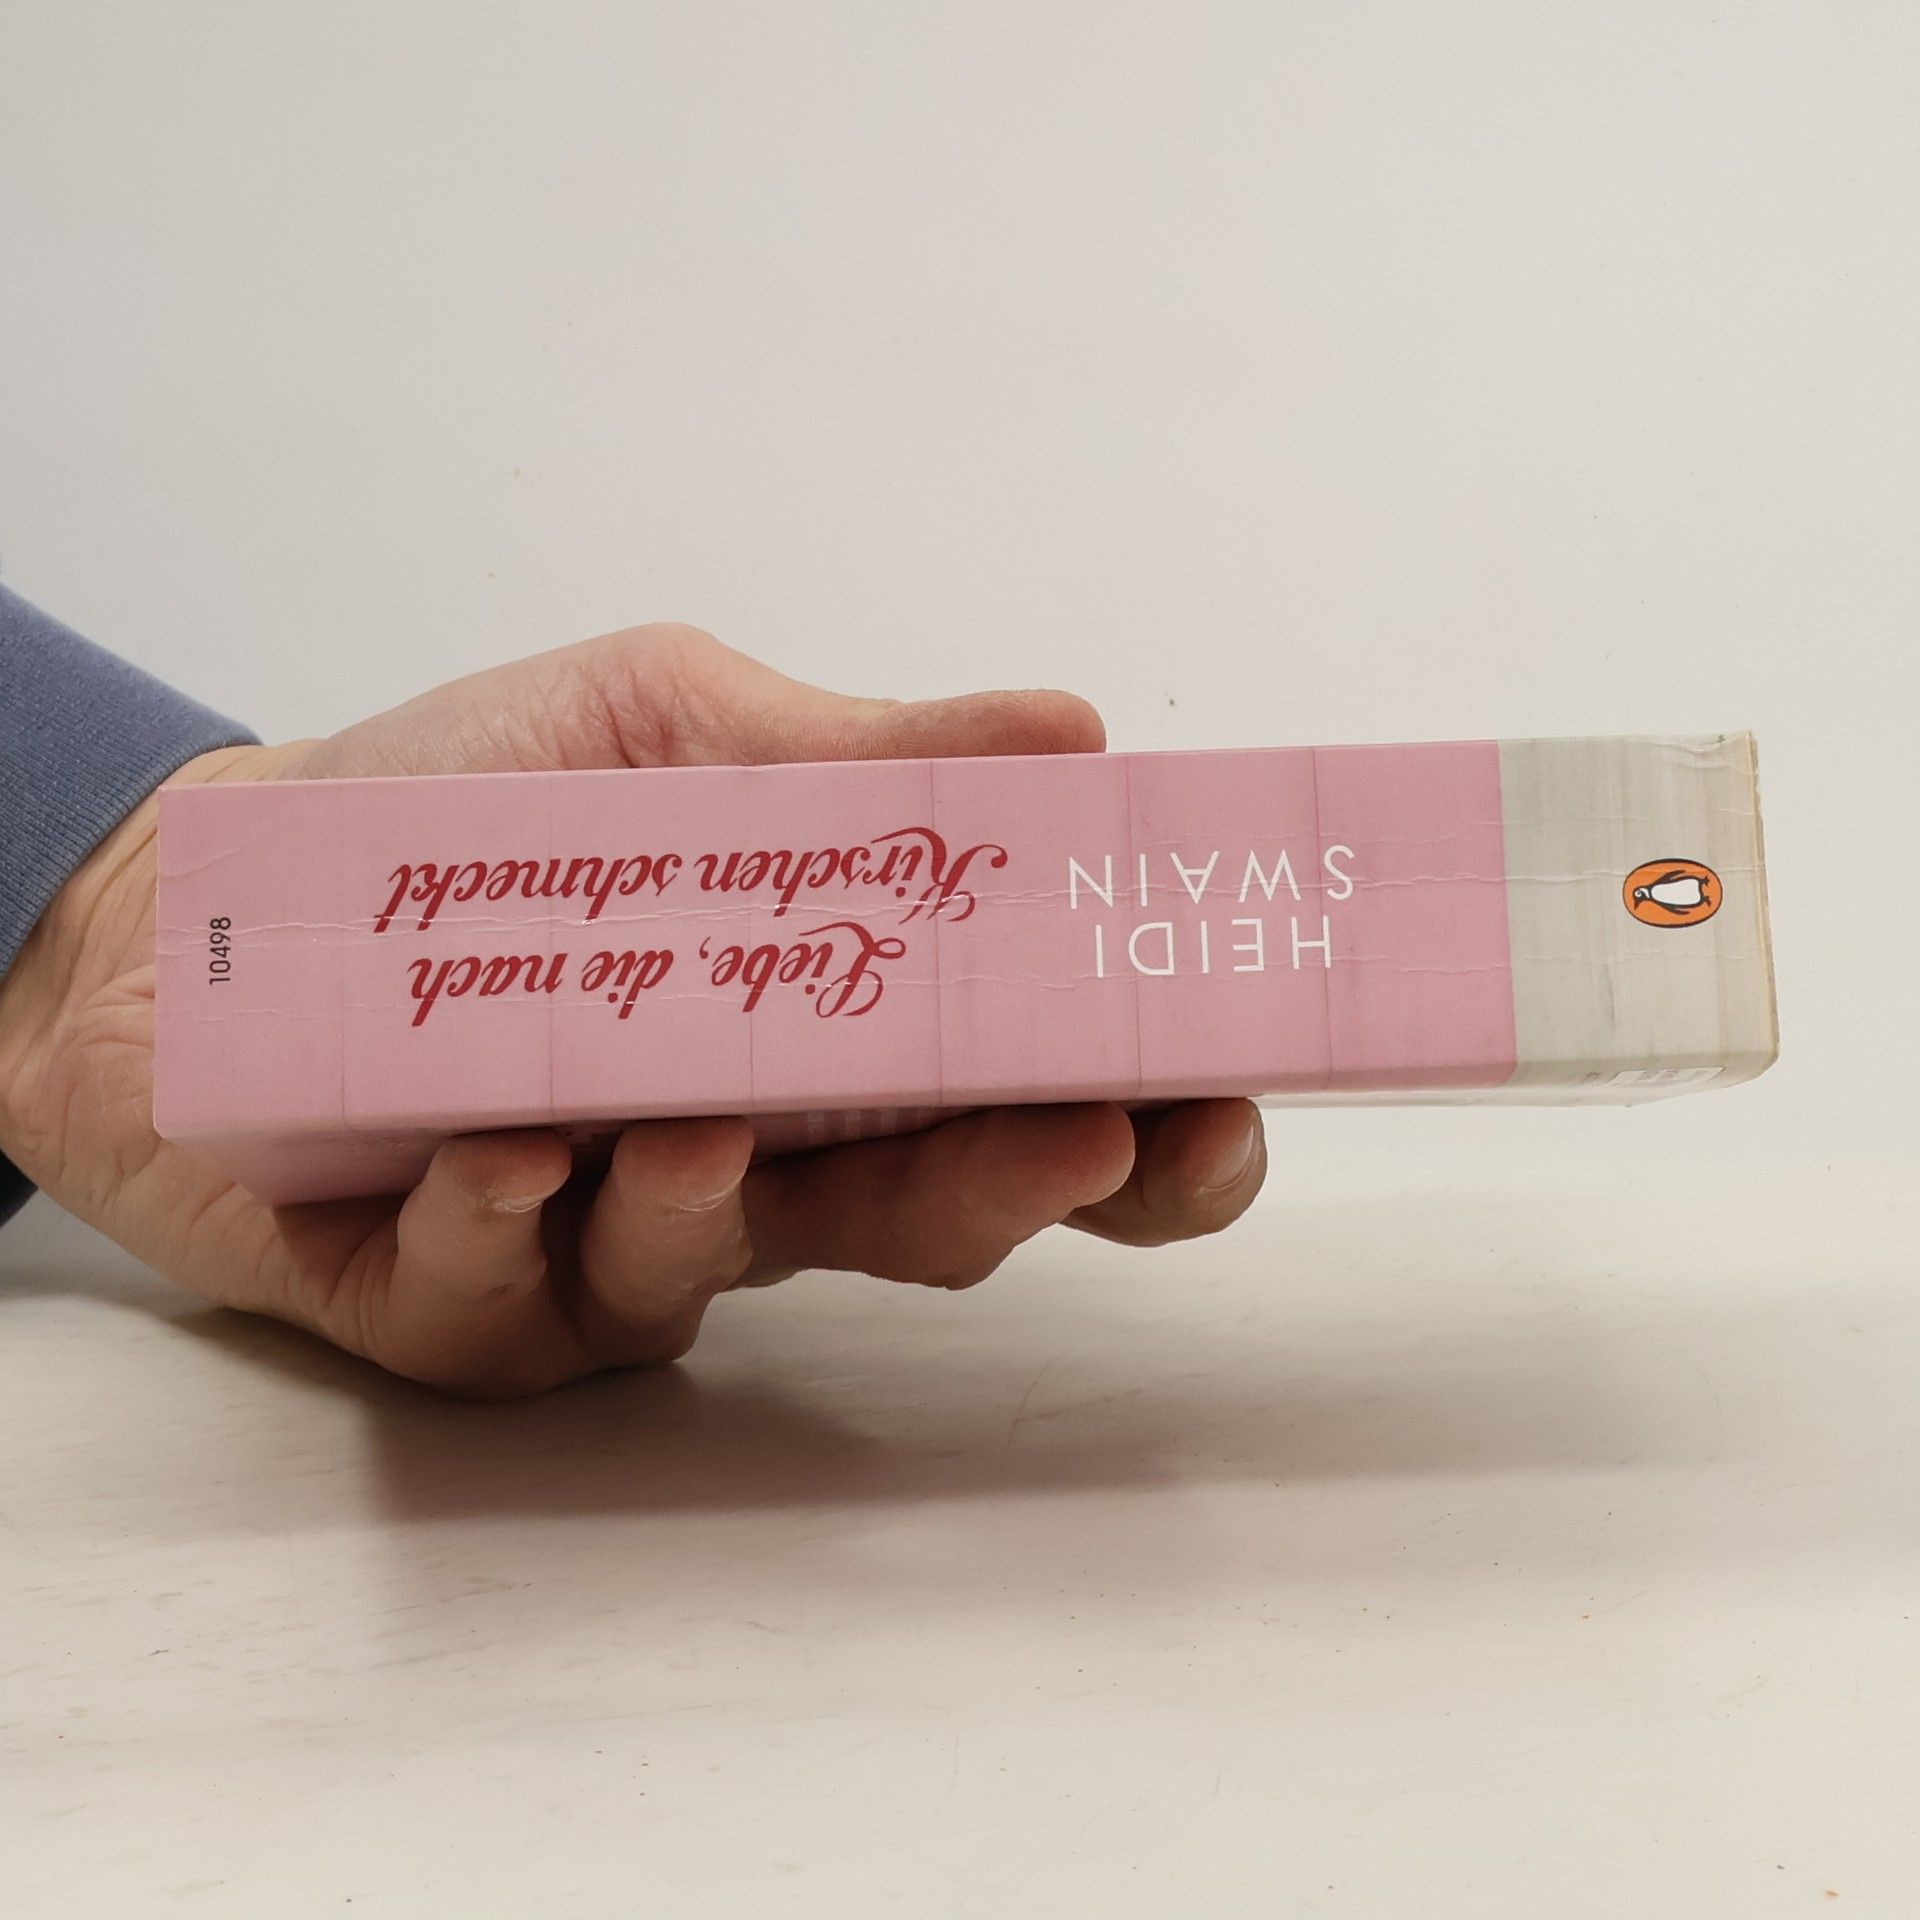 HEIDI
SWAIN
Liebe, die nach
Kirschen schmeckt
10498